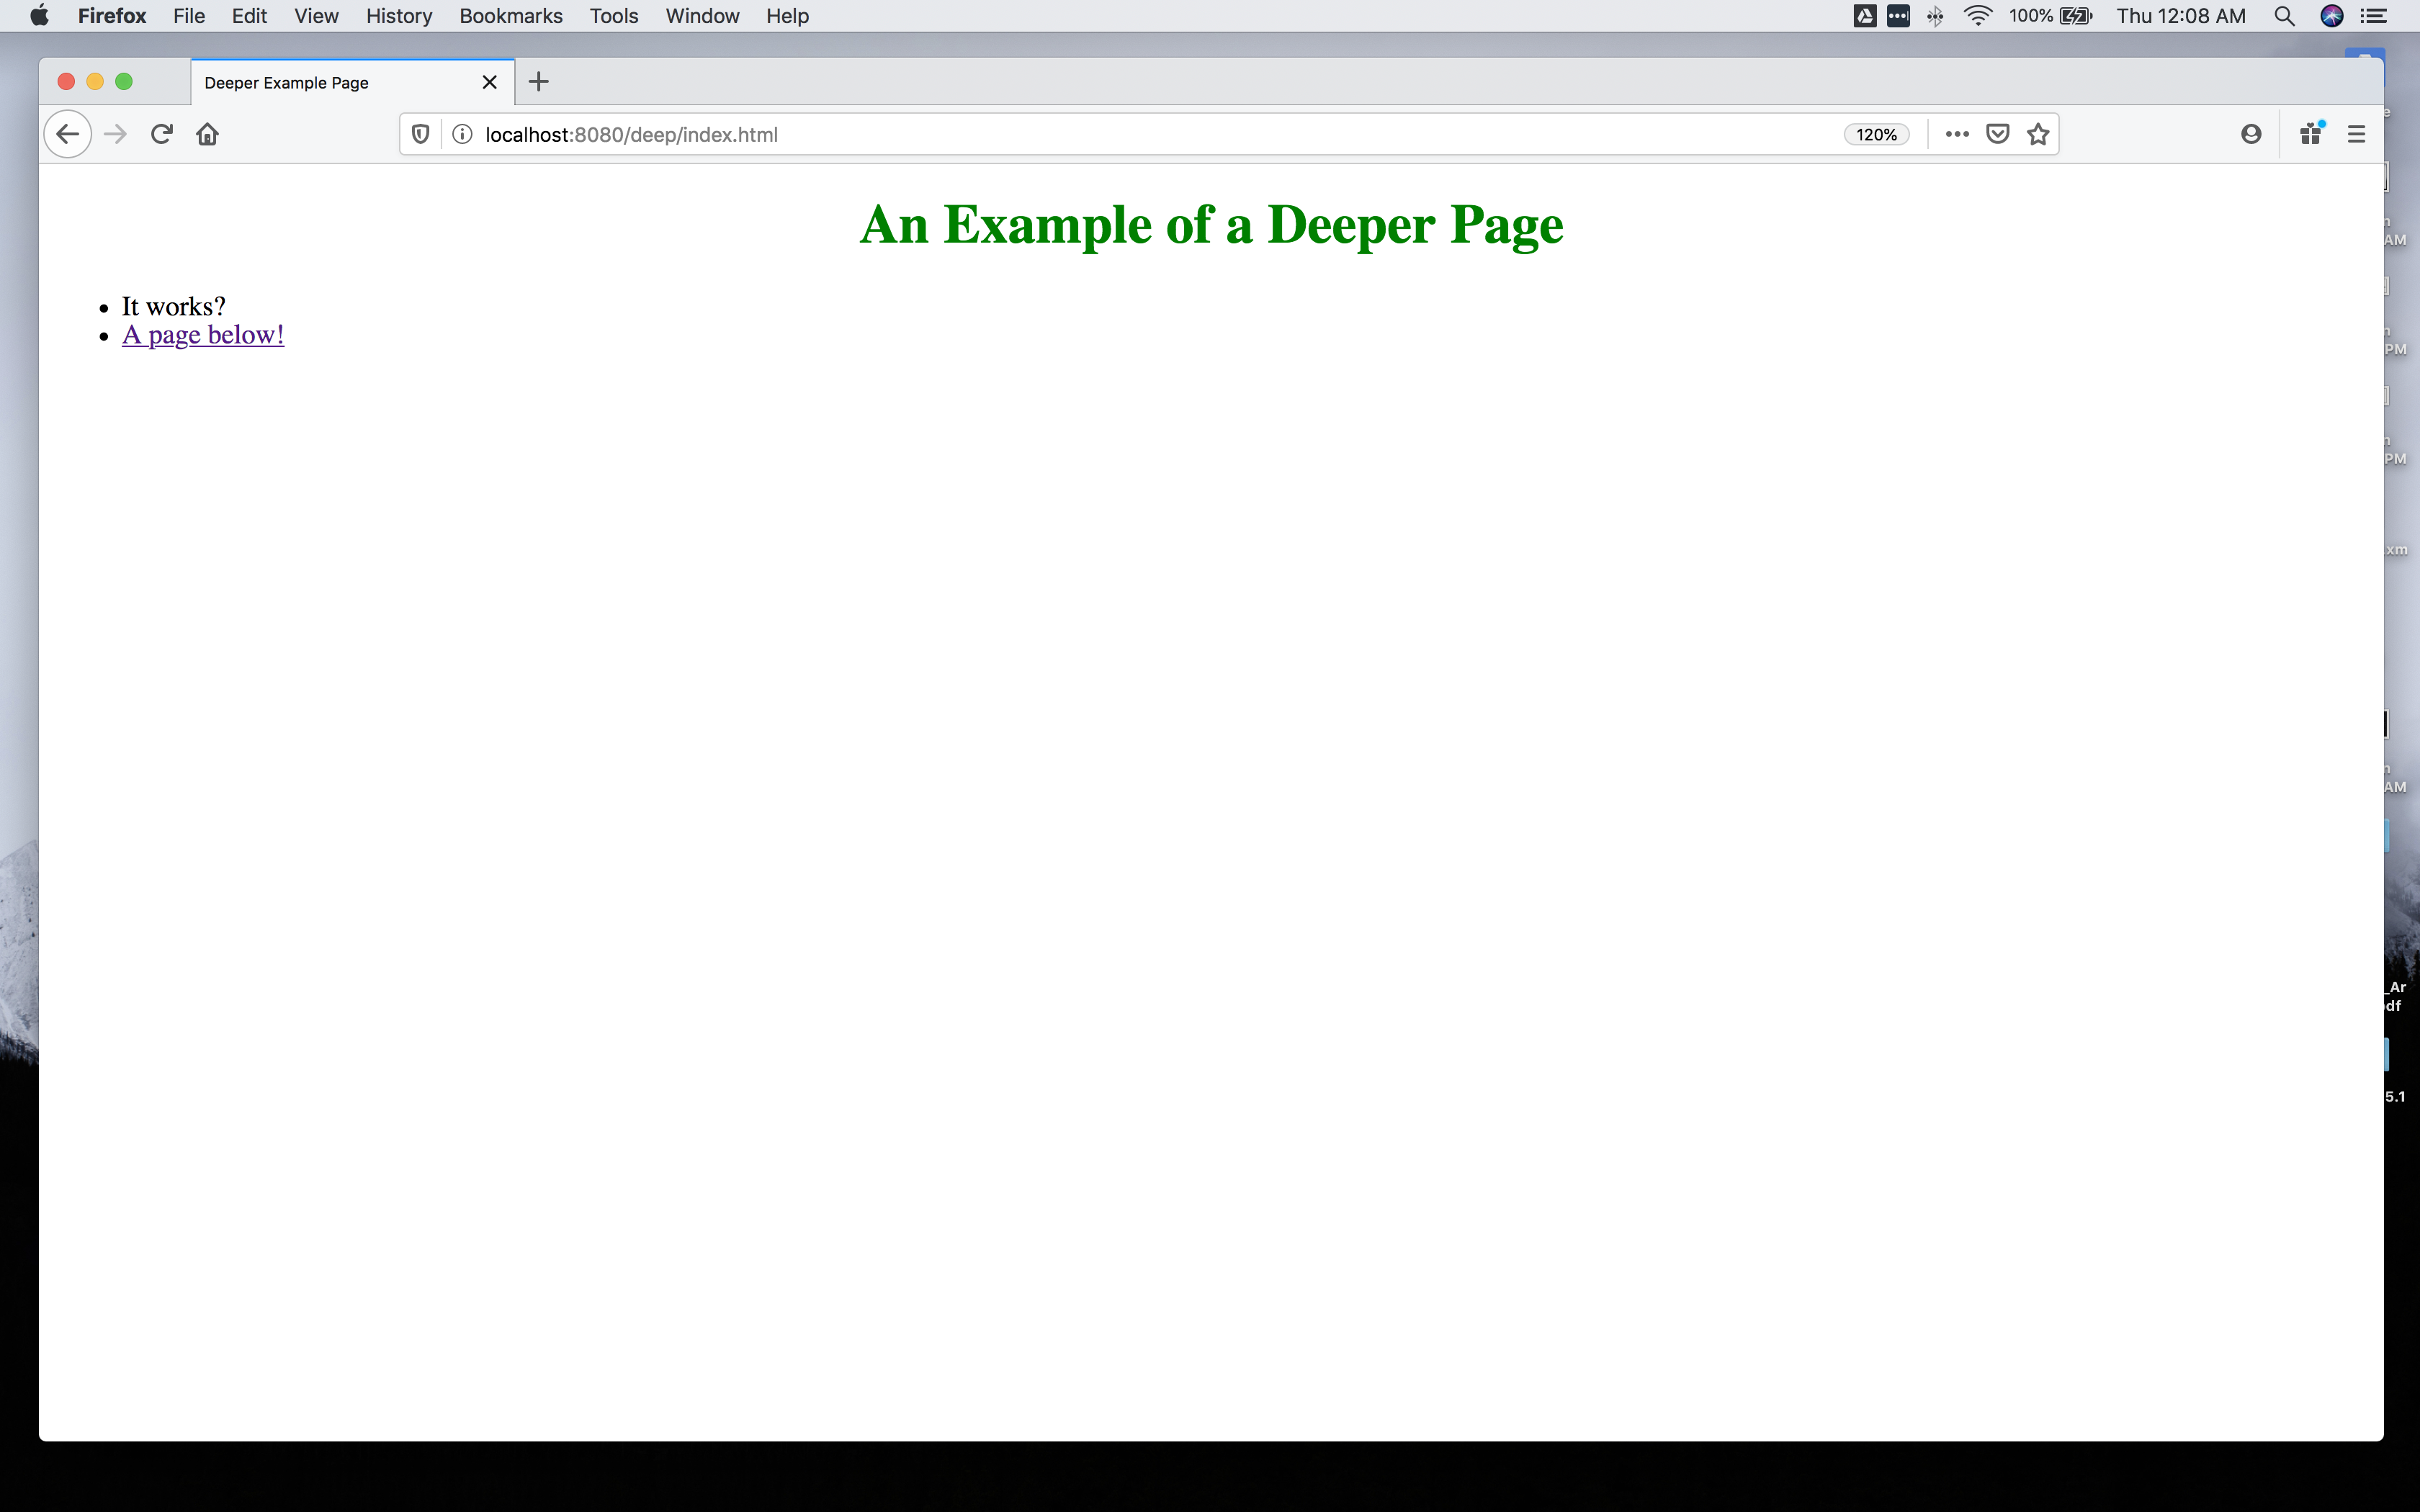 Firefox File Edit View History Bookmarks Tools Window Help 100% Thu 12:08 AM
Deeper Example Page
localhost:8080/deep/index.html 120%
An Example of a Deeper Page
It works?
A page below!
AM
PM
PM
.xm
AM
_Ar
df
5.1